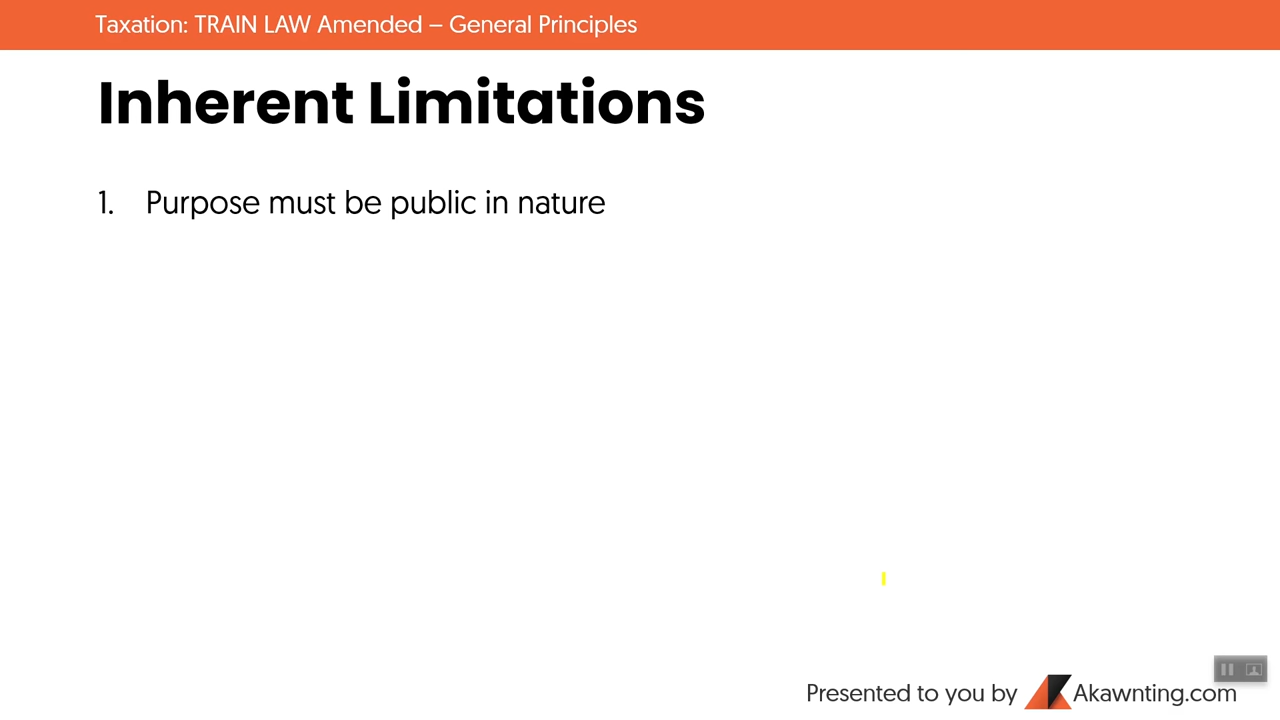 Taxation: TRAIN LAW Amended – General Principles
Inherent Limitations
1. Purpose must be public in nature
Presented to you by Akawnting.com